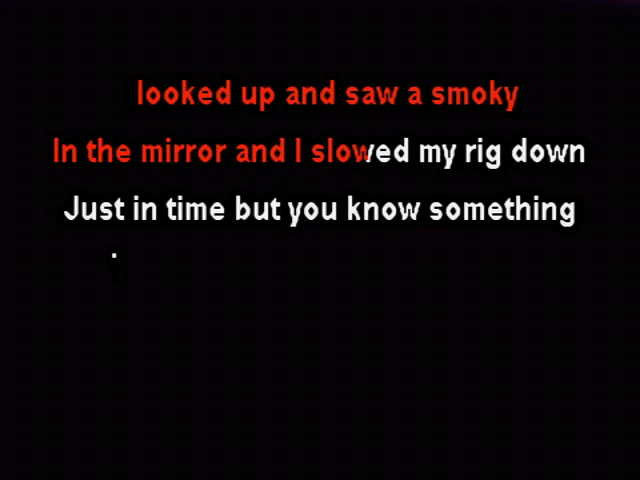 looked up and saw a smoky
In the mirror and I slowed my rig down
Just in time but you know something
.